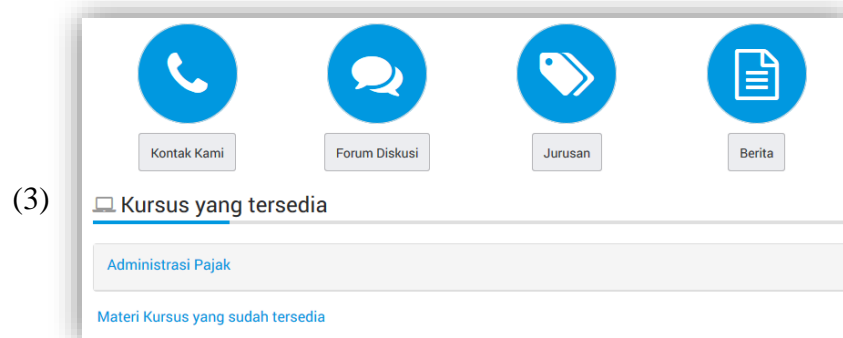 Kontak Kami
Forum Diskusi
Jurusan
Berita
(3)
Kursus yang tersedia
Administrasi Pajak
Materi Kursus yang sudah tersedia